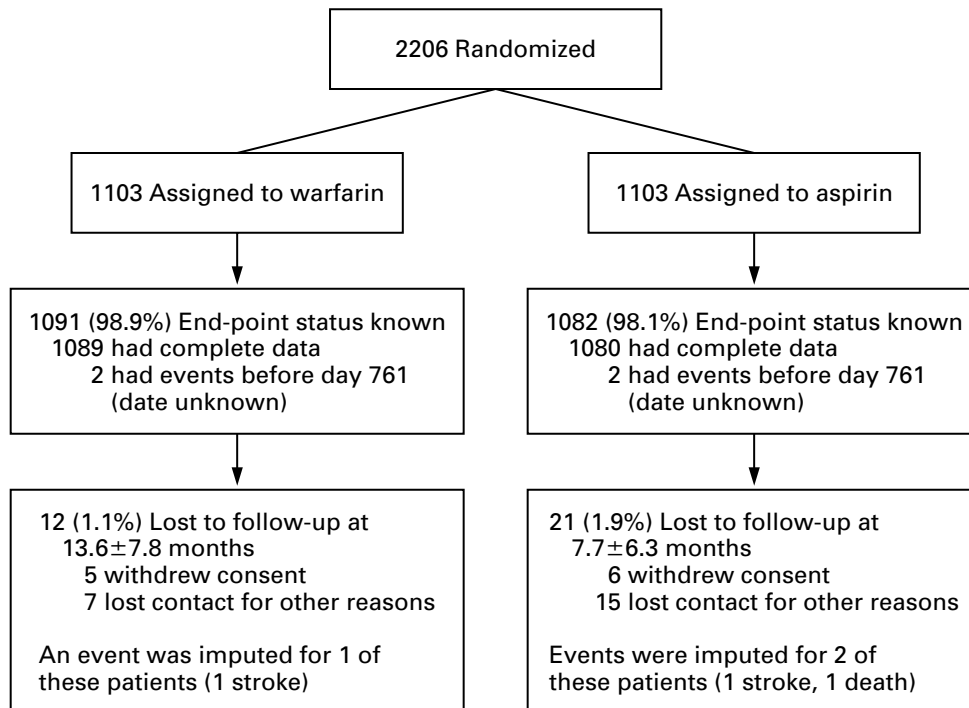 2206 Randomized
1103 Assigned to warfarin
1103 Assigned to aspirin
1091 (98.9%) End-point status known
1089 had complete data
2 had events before day 761
(date unknown)
1082 (98.1%) End-point status known
1080 had complete data
2 had events before day 761
(date unknown)
12 (1.1%) Lost to follow-up at
13.6±7.8 months
5 withdrew consent
7 lost contact for other reasons
An event was imputed for 1 of
these patients (1 stroke)
21 (1.9%) Lost to follow-up at
7.7±6.3 months
6 withdrew consent
15 lost contact for other reasons
Events were imputed for 2 of
these patients (1 stroke, 1 death)